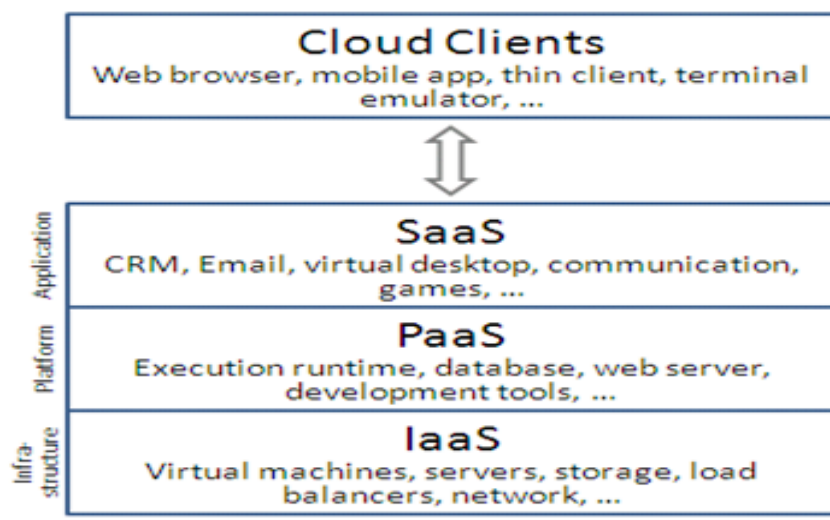 Cloud Clients
Web browser, mobile app, thin client, terminal
emulator, ...
Application
SaaS
CRM, Email, virtual desktop, communication,
games, ...
Platform
PaaS
Execution runtime, database, web server,
development tools, ...
Infra-
structure
IaaS
Virtual machines, servers, storage, load
balancers, network, ...